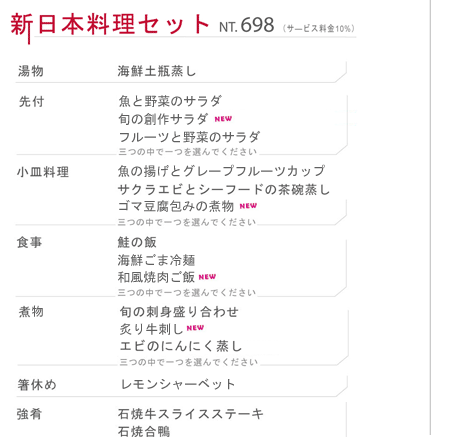 新日本料理セット NT. 698 (サービス料金10%)
湯物 海鮮土瓶蒸し
先付 魚と野菜のサラダ
旬の創作サラダ NEW
フルーツと野菜のサラダ
三つの中で一つを選んでください
小皿料理 魚の揚げとグレープフルーツカップ
サクラエビとシーフードの茶碗蒸し
ゴマ豆腐包みの煮物 NEW
三つの中で一つを選んでください
食事 鮭の飯
海鮮ごま冷麺
和風焼肉ご飯 NEW
三つの中で一つを選んでください
煮物 旬の刺身盛り合わせ
炙り牛刺し NEW
エビのにんにく蒸し
三つの中で一つを選んでください
箸休め レモンシャーベット
強肴 石焼牛スライスステーキ
石焼合鴨